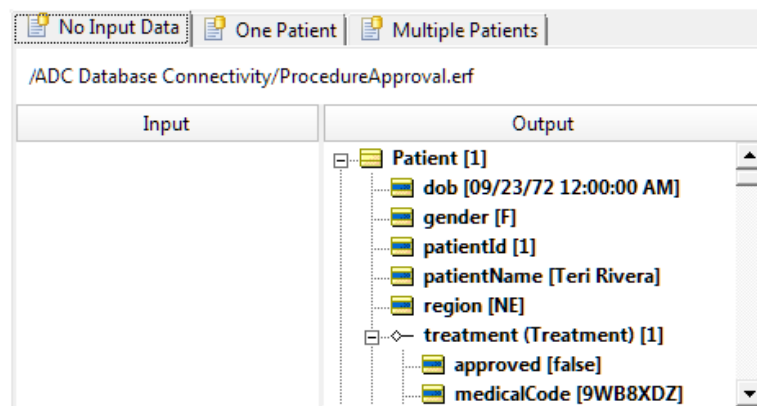 No Input Data One Patient Multiple Patients
/ADC Database Connectivity/ProcedureApproval.erf
Input Output
Patient [1]
dob [09/23/72 12:00:00 AM]
gender [F]
patientId [1]
patientName [Teri Rivera]
region [NE]
treatment (Treatment) [1]
approved [false]
medicalCode [9WB8XDZ]